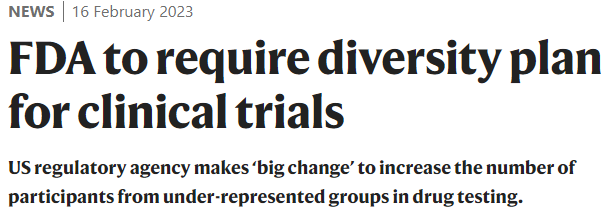 NEWS | 16 February 2023
FDA to require diversity plan
for clinical trials
US regulatory agency makes ‘big change’ to increase the number of
participants from under-represented groups in drug testing.